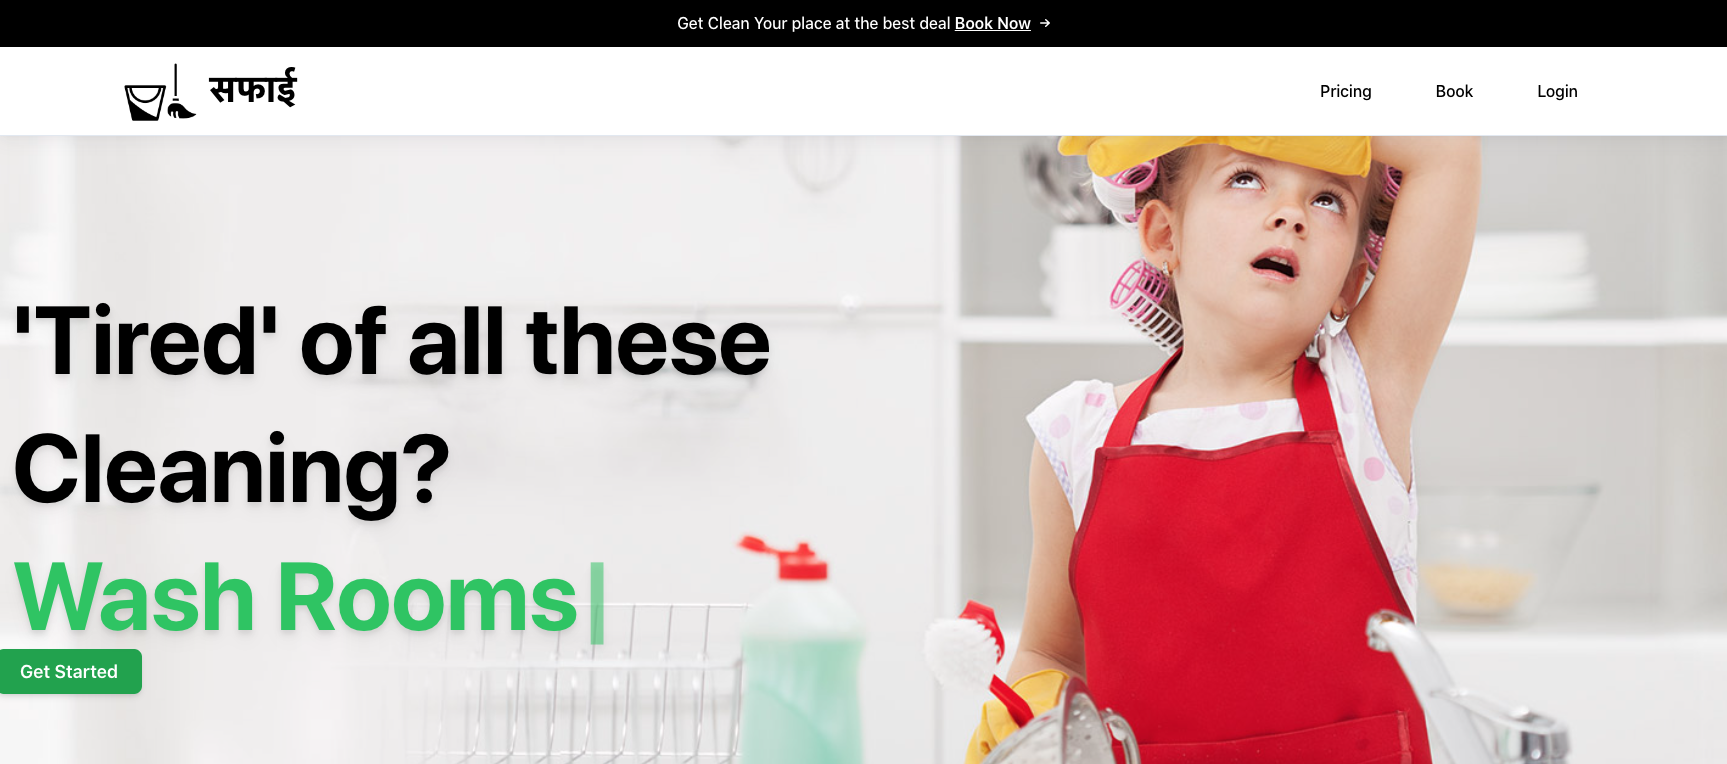 Get Clean Your place at the best deal Book Now →
सफाई
Pricing Book Login
'Tired' of all these
Cleaning?
Wash Rooms|
Get Started